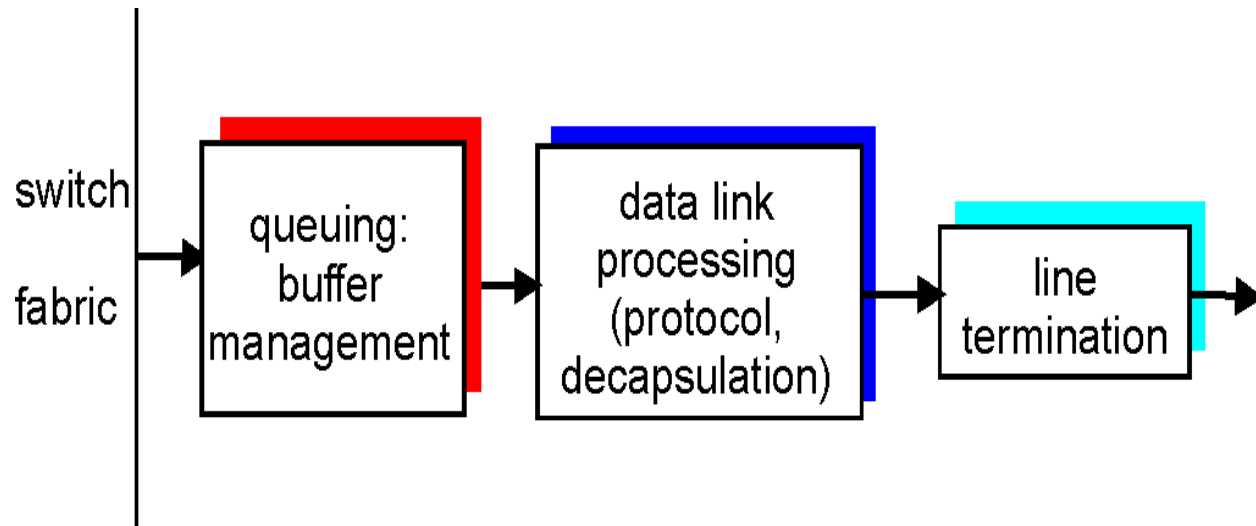 switch
fabric
queuing:
buffer
management
data link
processing
(protocol,
decapsulation)
line
termination